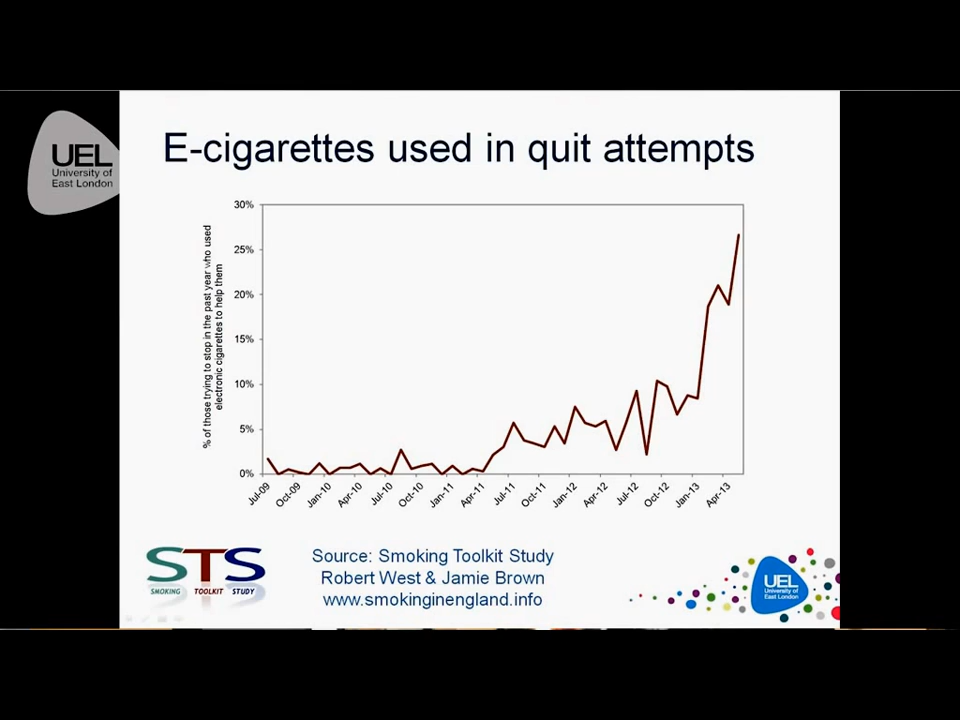 UEL
University of
East London
E-cigarettes used in quit attempts
% of those trying to stop in the past year who used
electronic cigarettes to help them
30%
25%
20%
15%
10%
5%
0%
Jul-09
Oct-09
Jan-10
Apr-10
Jul-10
Oct-10
Jan-11
Apr-11
Jul-11
Oct-11
Jan-12
Apr-12
Jul-12
Oct-12
Jan-13
Apr-13
STS
SMOKING TOOLKIT STUDY
Source: Smoking Toolkit Study
Robert West & Jamie Brown
www.smokinginengland.info
UEL
University of
East London